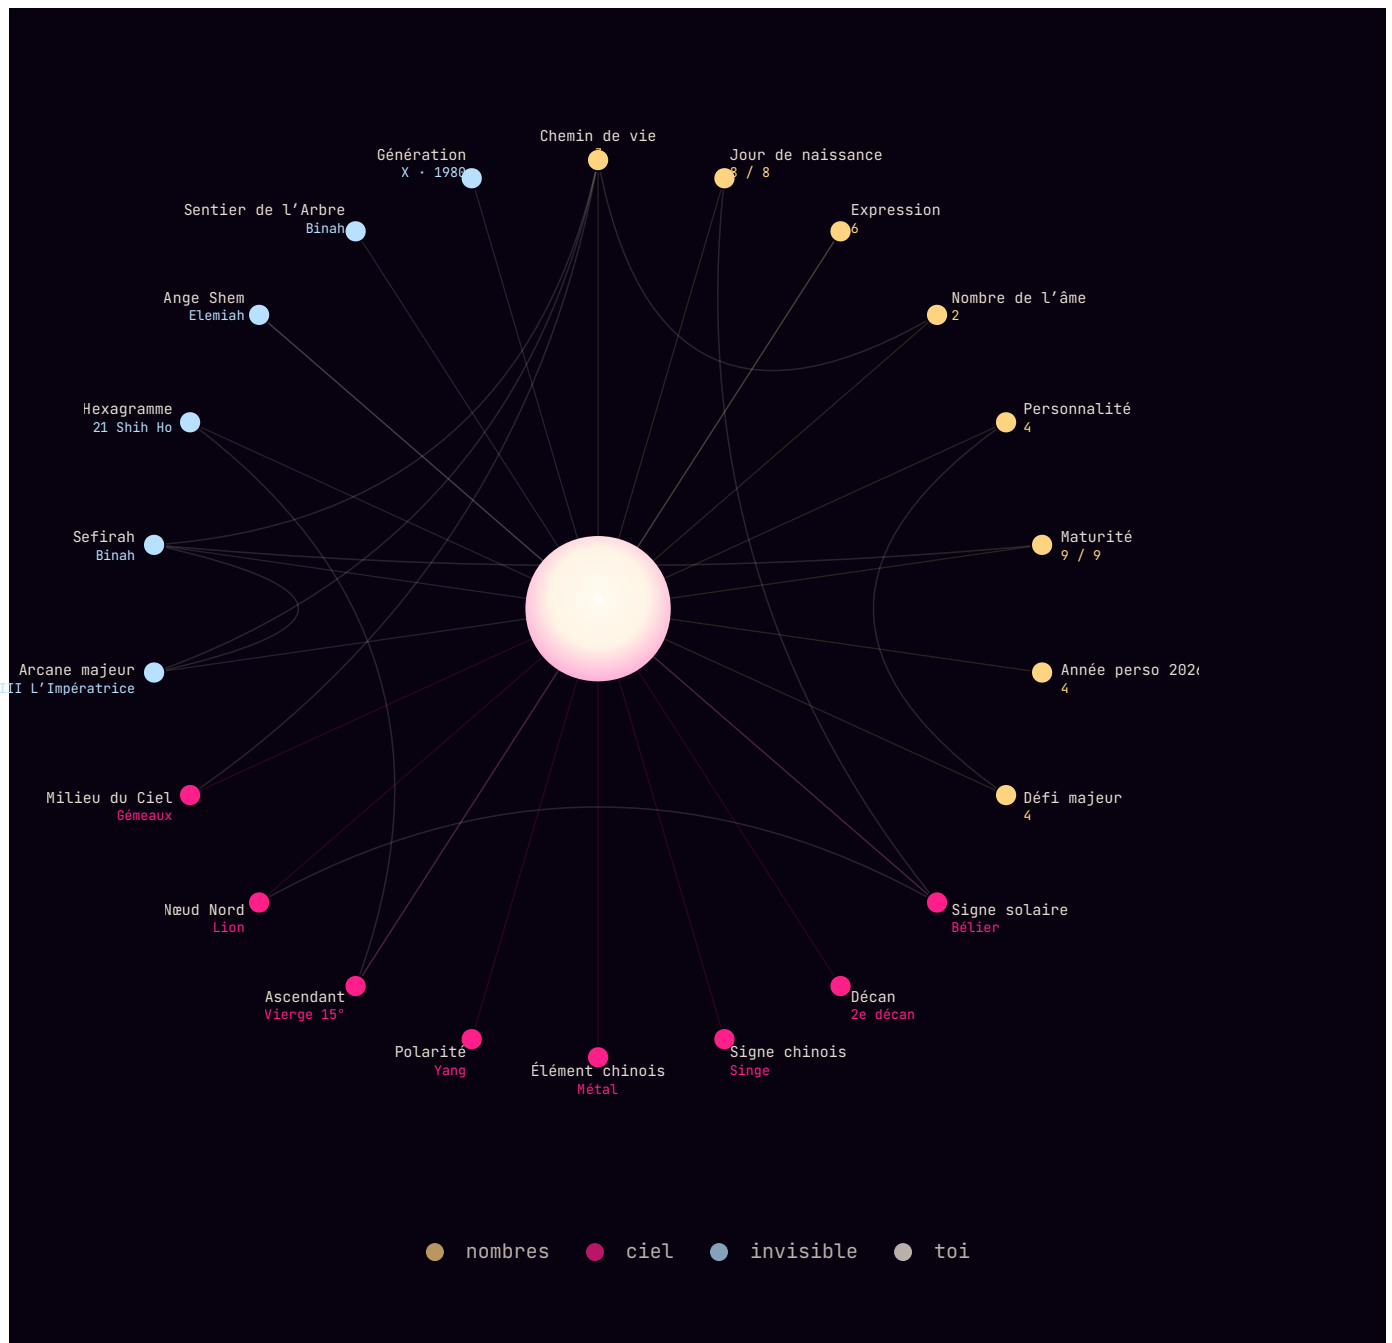 Chemin de vie
Génération
X · 1980
Jour de naissance
8 / 8
Sentier de l’Arbre
Binah
Expression
6
Ange Shem
Elemiah
Nombre de l’âme
2
Hexagramme
21 Shih Ho
Personnalité
4
Sefirah
Binah
Maturité
9 / 9
Arcane majeur
III L’Impératrice
Année perso 2026
4
Milieu du Ciel
Gémeaux
Défi majeur
4
Nœud Nord
Lion
Signe solaire
Bélier
Ascendant
Vierge 15°
Décan
2e décan
Polarité
Yang
Signe chinois
Singe
Élément chinois
Métal
nombres
ciel
invisible
toi